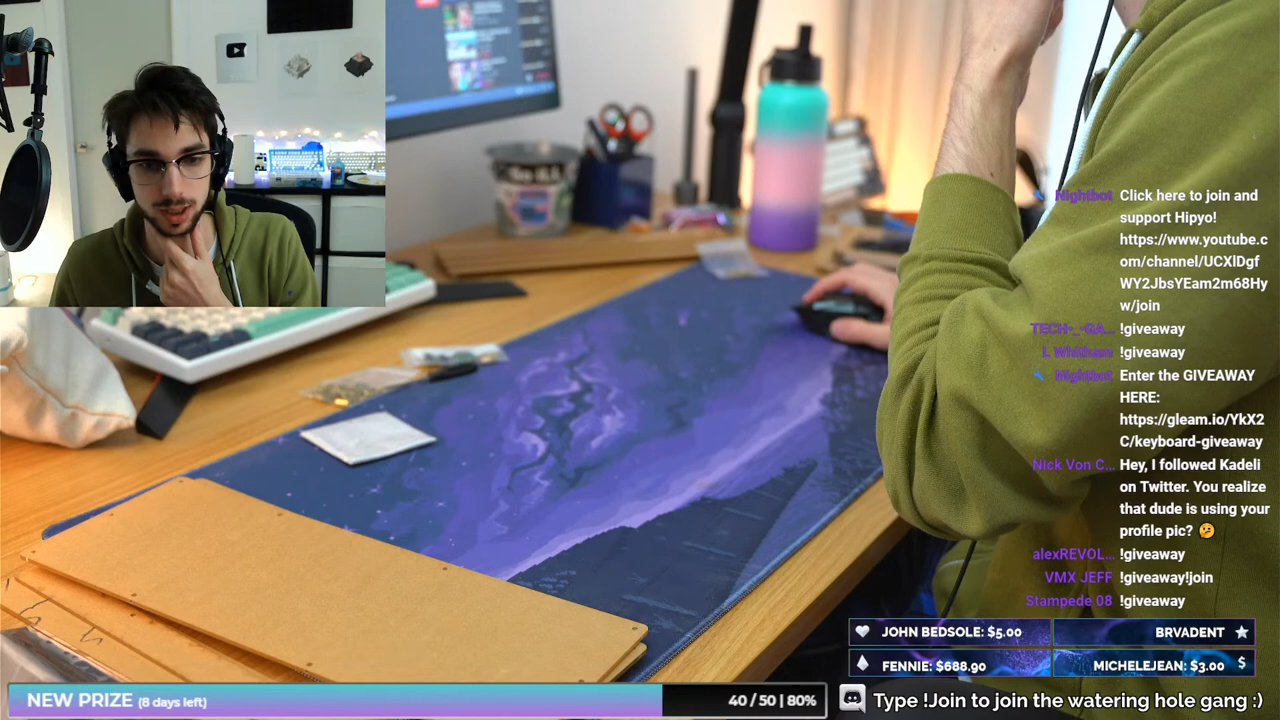 Nightbot Click here to join and
support Hipyo!
https://www.youtube.c
om/channel/UCXlDgf
WY2JbsYEam2m68Hy
w/join
TECH•_•GA... !giveaway
L Whitham !giveaway
Nightbot Enter the GIVEAWAY
HERE:
https://gleam.io/YkX2
C/keyboard-giveaway
Nick Von C... Hey, I followed Kadeli
on Twitter. You realize
that dude is using your
profile pic? 🤔
alexREVOL... !giveaway
VMX JEFF !giveaway!join
Stampede 08 !giveaway
JOHN BEDSOLE: $5.00
BRVADENT
FENNIE: $688.90
MICHELEJEAN: $3.00
NEW PRIZE (8 days left)
40 / 50 | 80%
Type !Join to join the watering hole gang :)